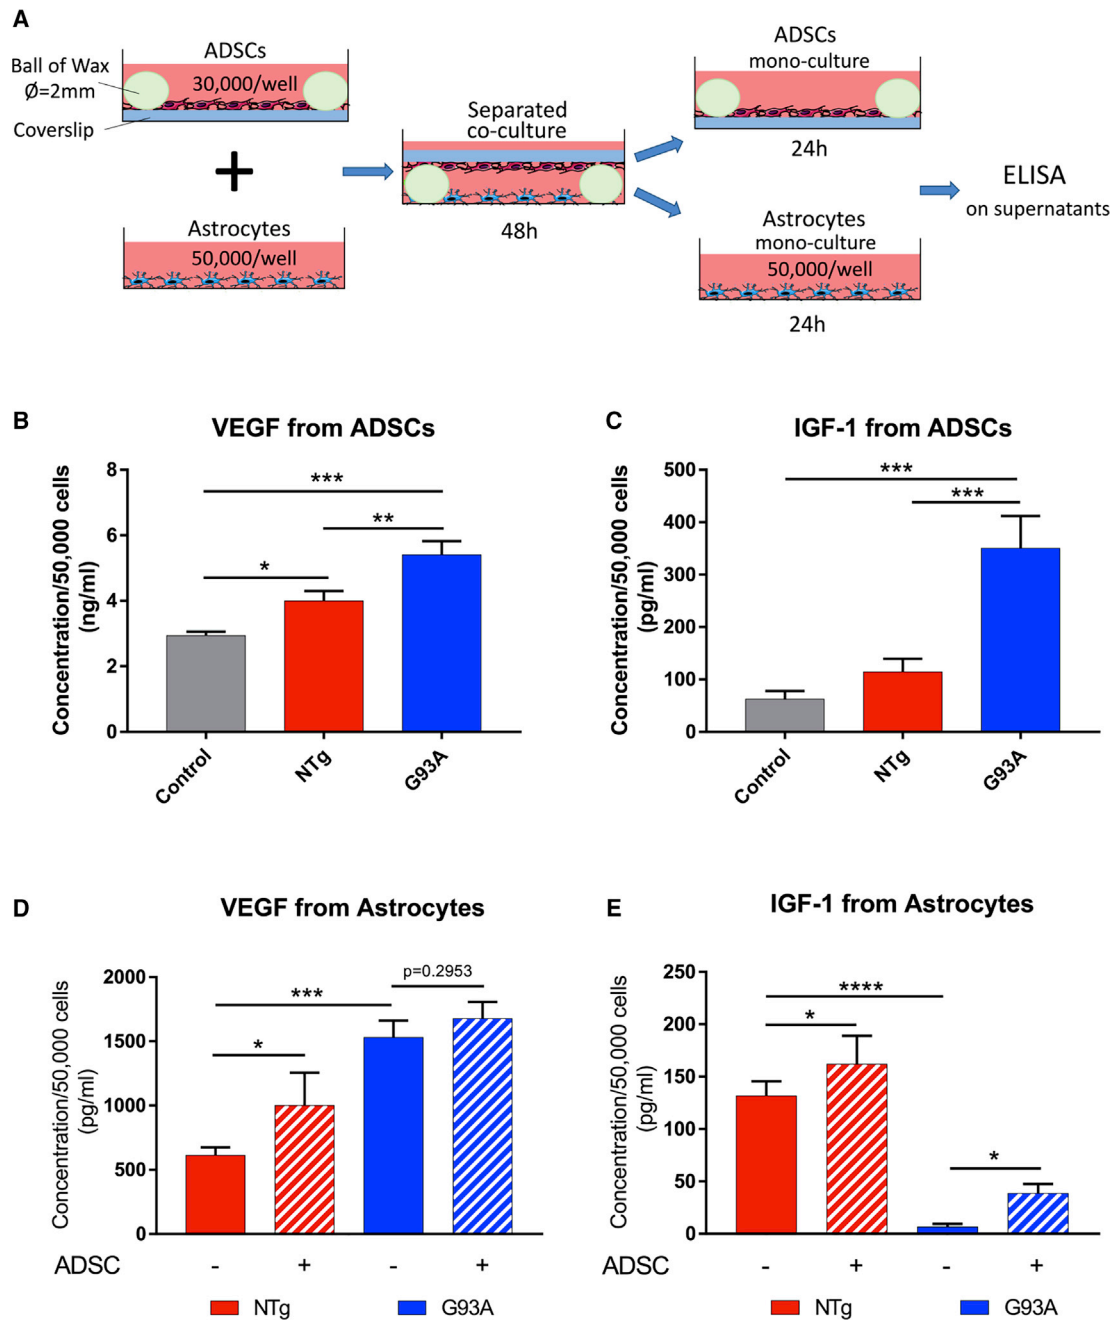 A
Ball of Wax
Ø=2mm
Coverslip
ADSCs
30,000/well
+
Astrocytes
50,000/well
Separated
co-culture
48h
ADSCs
mono-culture
24h
Astrocytes
mono-culture
50,000/well
24h
ELISA
on supernatants
B
VEGF from ADSCs
Concentration/50,000 cells
(ng/ml)
8
6
4
2
0
***
**
*
Control
NTg
G93A
C
IGF-1 from ADSCs
Concentration/50,000 cells
(pg/ml)
500
400
300
200
100
0
***
***
Control
NTg
G93A
D
VEGF from Astrocytes
Concentration/50,000 cells
(pg/ml)
2000
1500
1000
500
0
p=0.2953
***
*
ADSC - + - +
NTg G93A
E
IGF-1 from Astrocytes
Concentration/50,000 cells
(pg/ml)
250
200
150
100
50
0
****
*
*
ADSC - + - +
NTg G93A